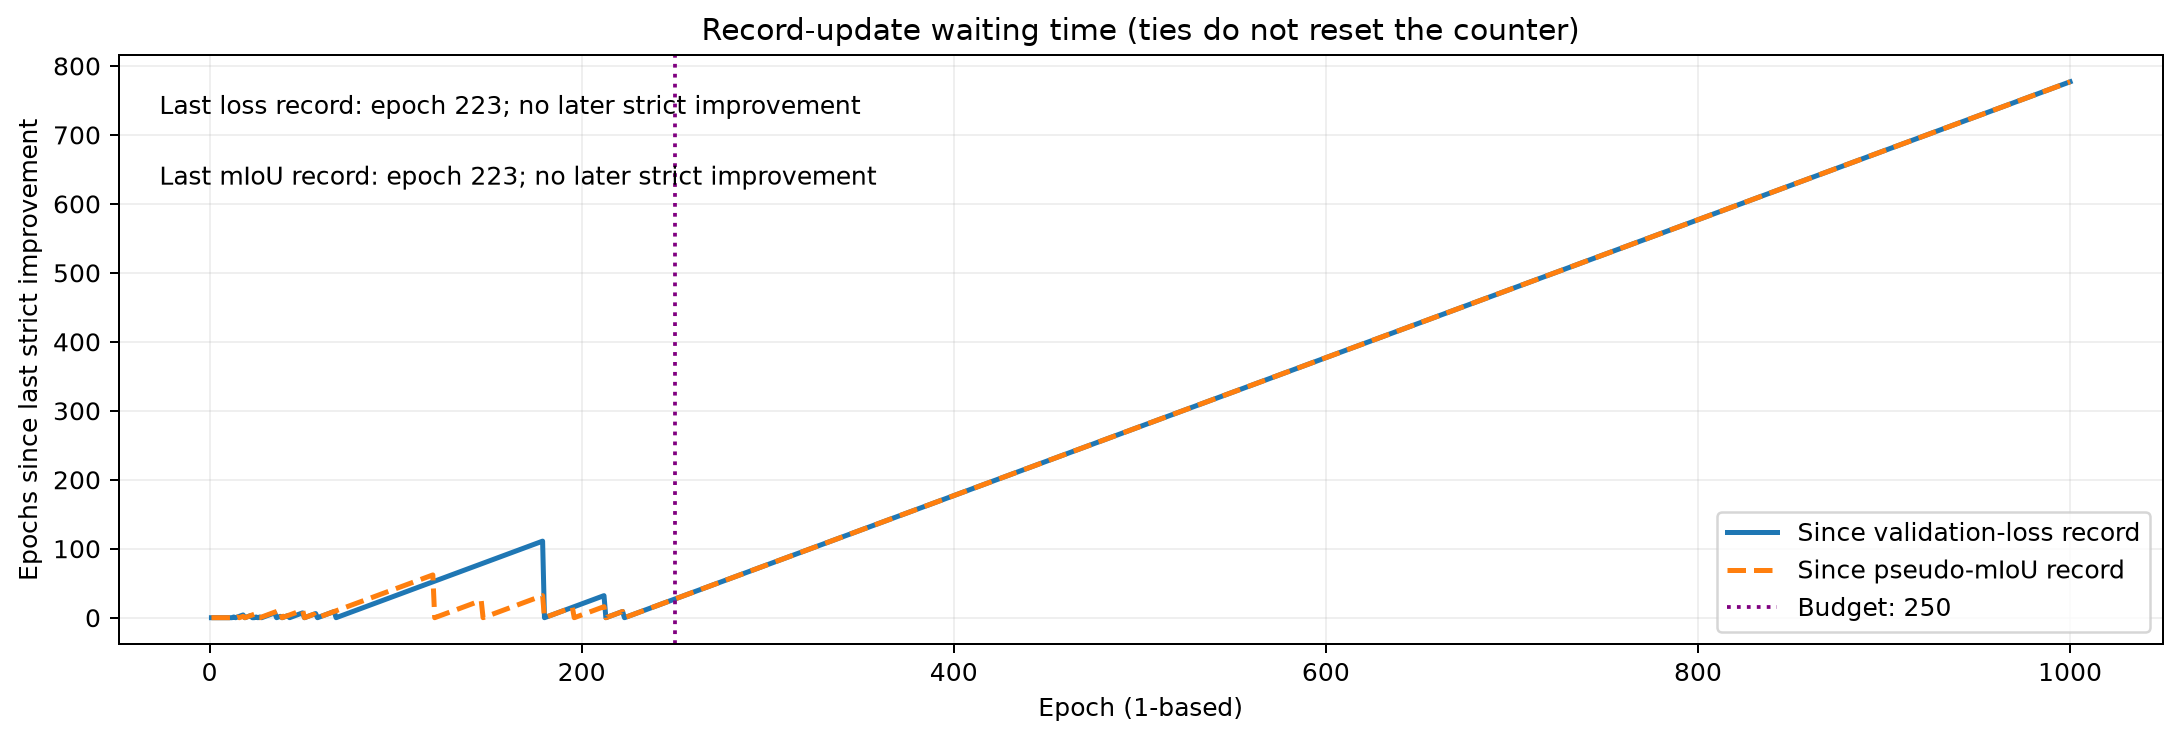 Record-update waiting time (ties do not reset the counter)
Epochs since last strict improvement
800
700
600
500
400
300
200
100
0
Last loss record: epoch 223; no later strict improvement
Last mIoU record: epoch 223; no later strict improvement
Since validation-loss record
Since pseudo-mIoU record
Budget: 250
0
200
400
600
800
1000
Epoch (1-based)